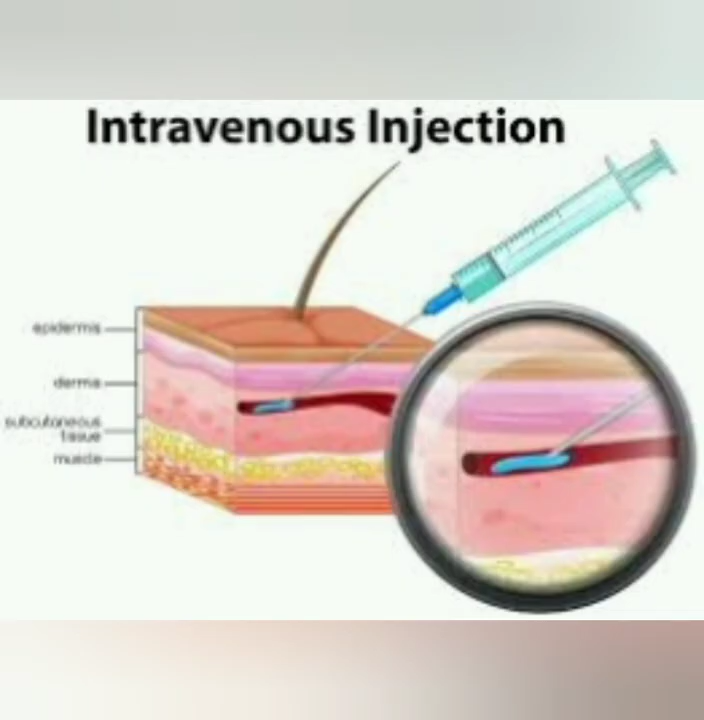 Intravenous Injection
epidermis
dermis
subcutaneous
tissue
muscle